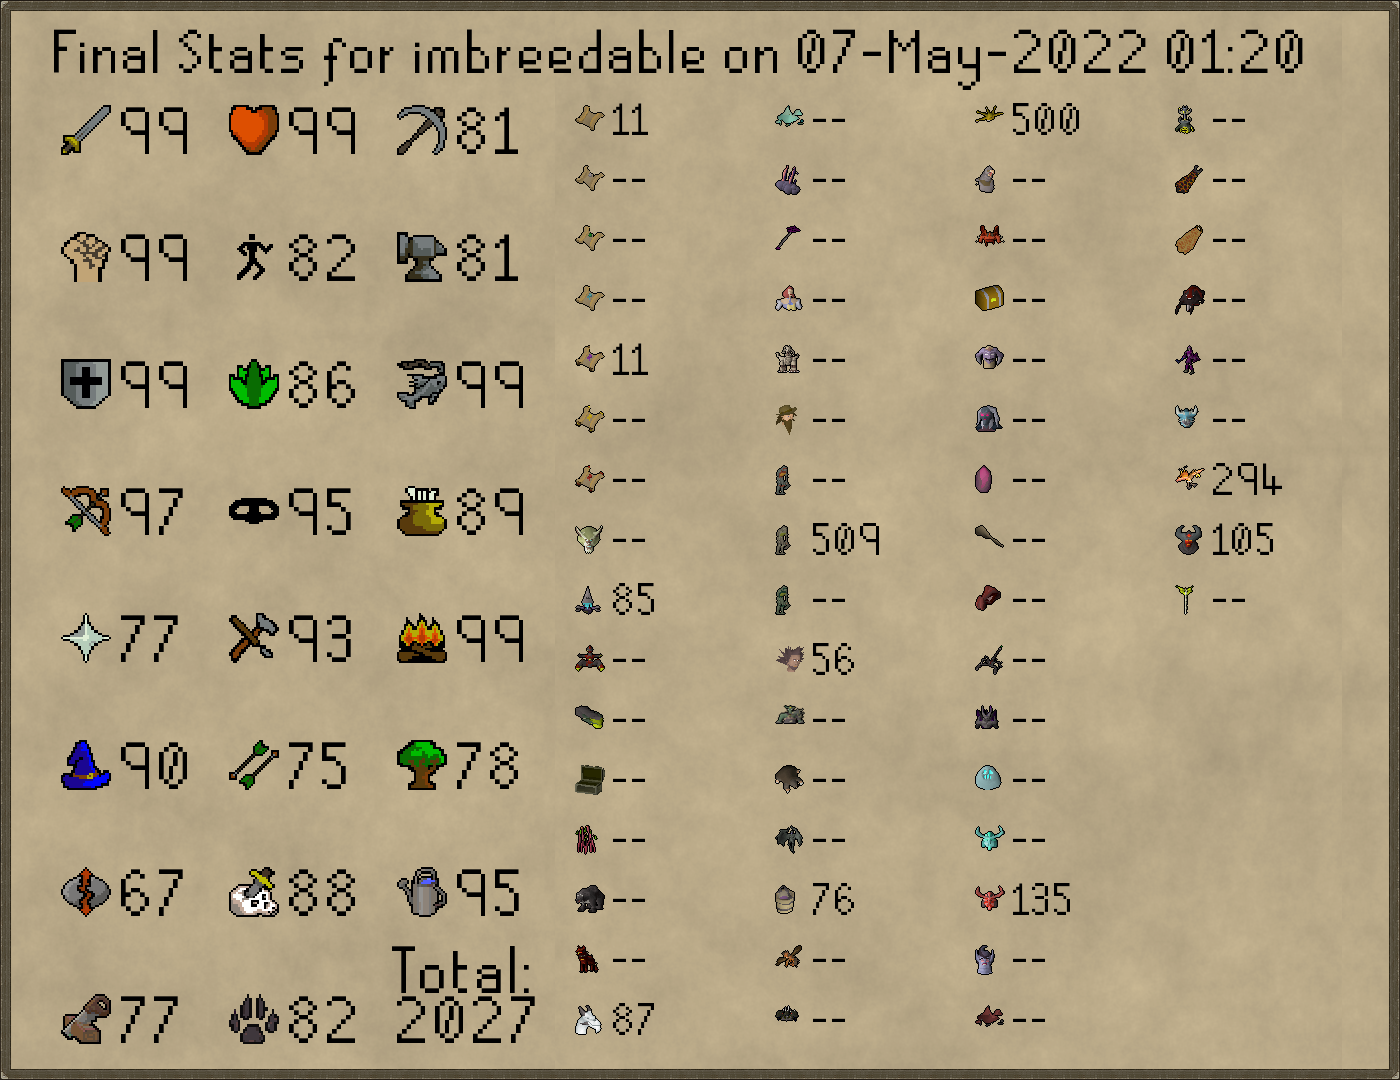 Final Stats for imbreedable on 07-May-2022 01:20
99 99 81 11 -- 500 --
-- -- -- --
99 82 81 -- -- -- --
-- -- -- --
99 86 99 11 -- -- --
-- -- -- --
97 95 89 -- -- -- 294
-- 509 -- 105
77 93 99 85 -- -- --
-- 56 --
90 75 78 -- -- --
-- -- --
67 88 95 -- -- --
-- 76 135
Total: -- -- --
77 82 2027 87 -- --